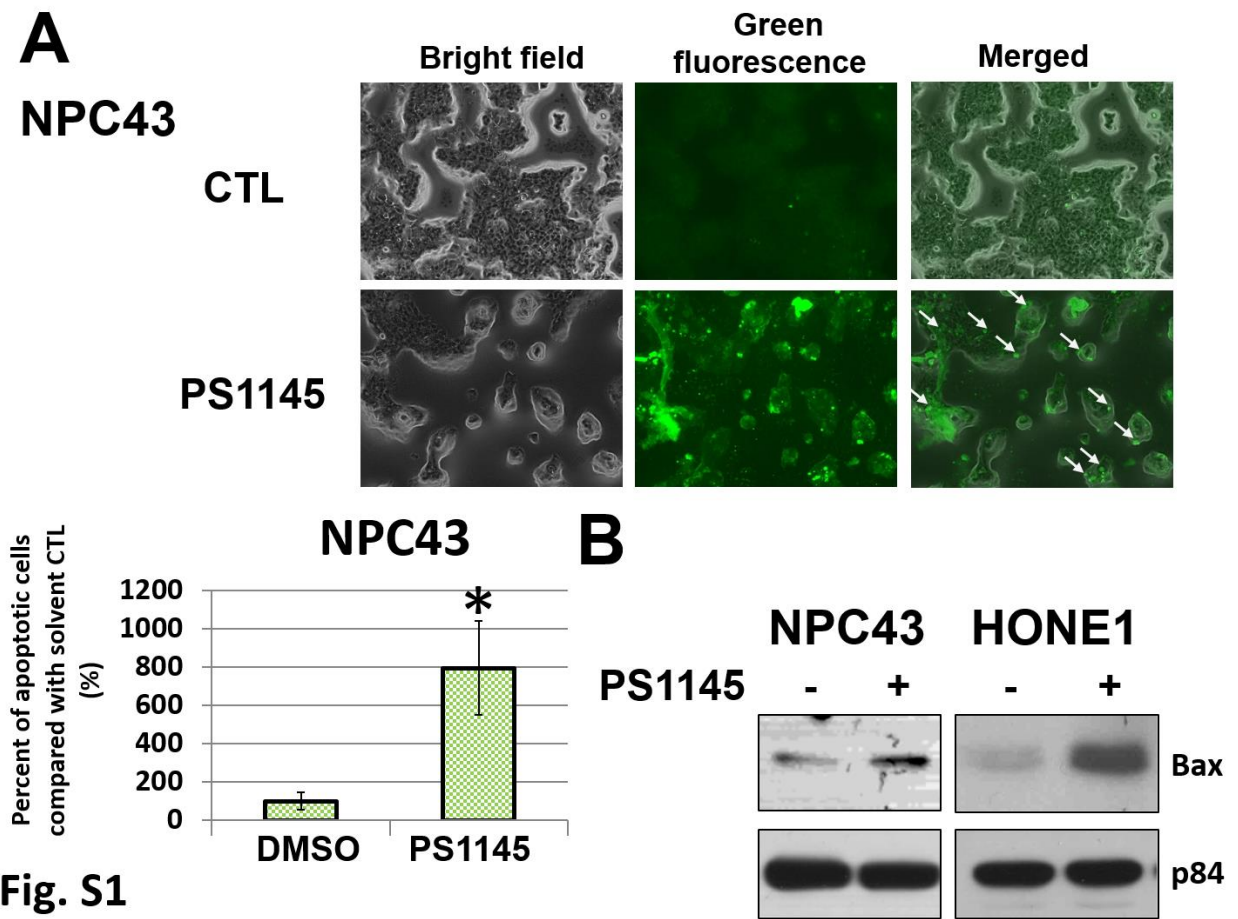 A
Bright field
Green
fluorescence
Merged
NPC43
CTL
PS1145
NPC43
Percent of apoptotic cells
compared with solvent CTL
(%)
1200
1000
800
600
400
200
0
*
DMSO
PS1145
B
NPC43
HONE1
PS1145 - + - +
Bax
p84
Fig. S1